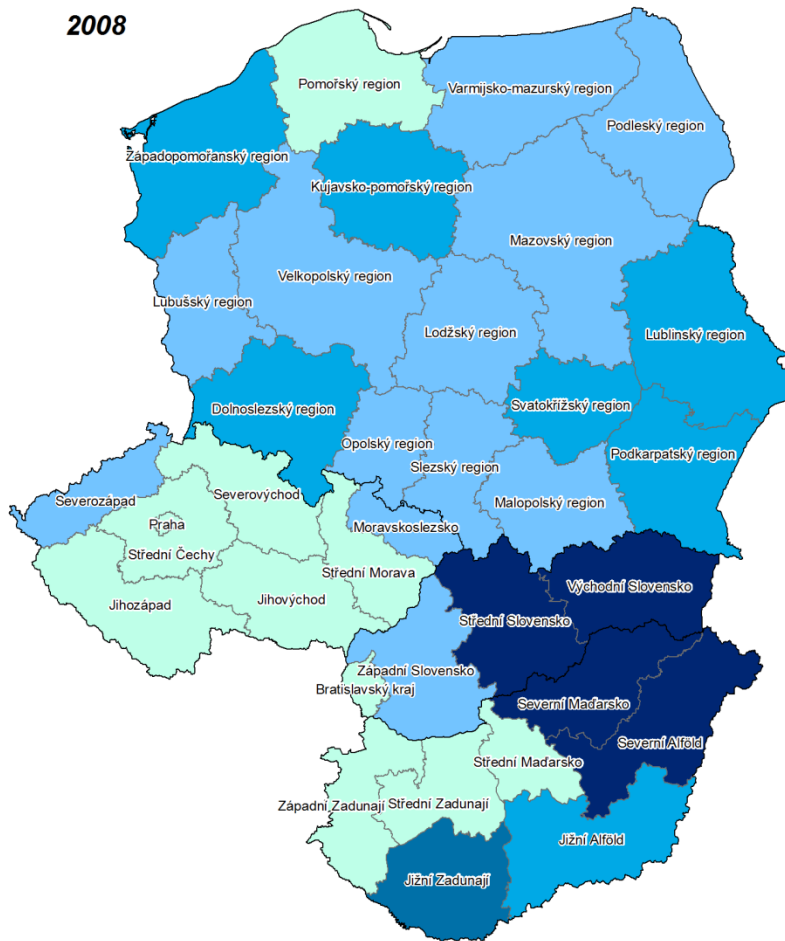 2008
Pomořský region
Varmijsko-mazurský region
Podleský region
Západopomořanský region
Kujavsko-pomořský region
Mazovský region
Velkopolský region
Lubušský region
Lodžský region
Lublinský region
Dolnoslezský region
Svatokřížský region
Opolský region
Podkarpatský region
Slezský region
Severovýchod
Severozápad
Malopolský region
Praha
Moravskoslezsko
Střední Čechy
Střední Morava
Východní Slovensko
Jihozápad
Jihovýchod
Střední Slovensko
Západní Slovensko
Bratislavský kraj
Severní Maďarsko
Severní Alföld
Střední Maďarsko
Západní Zadunají
Střední Zadunají
Jižní Alföld
Jižní Zadunají